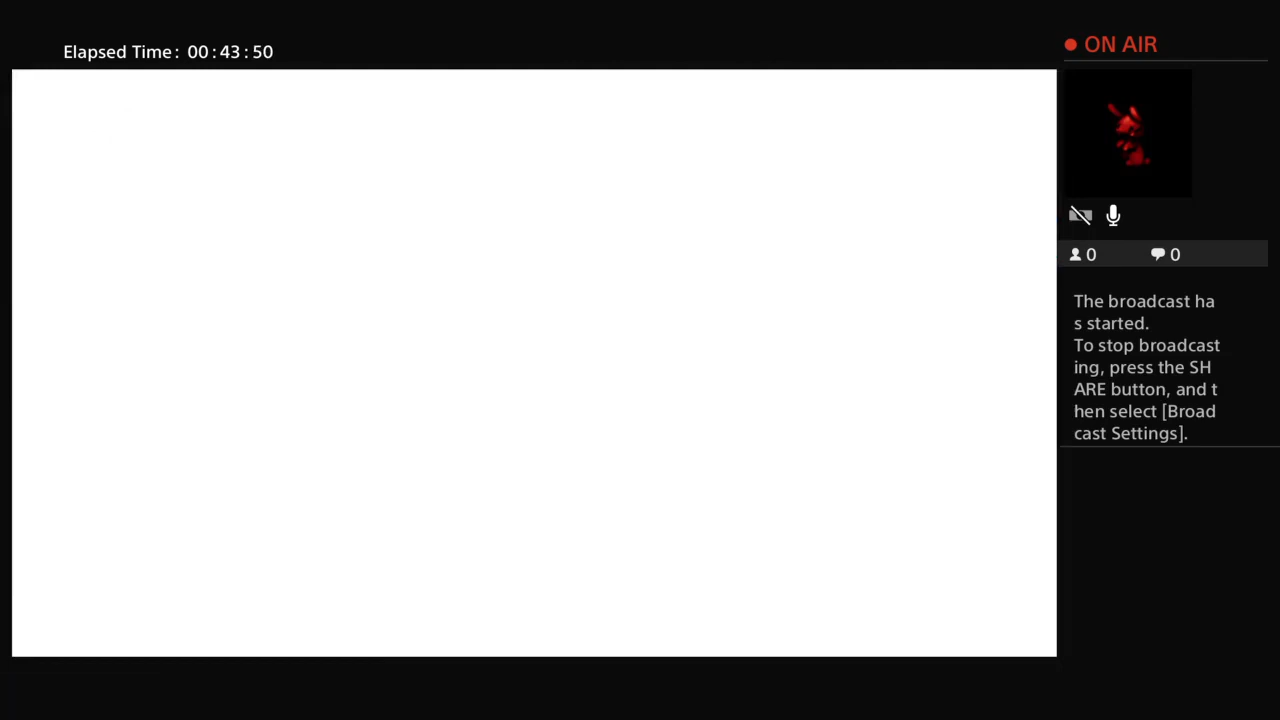 Elapsed Time: 00:43:50
ON AIR
0 0
The broadcast ha
s started.
To stop broadcast
ing, press the SH
ARE button, and t
hen select [Broad
cast Settings].